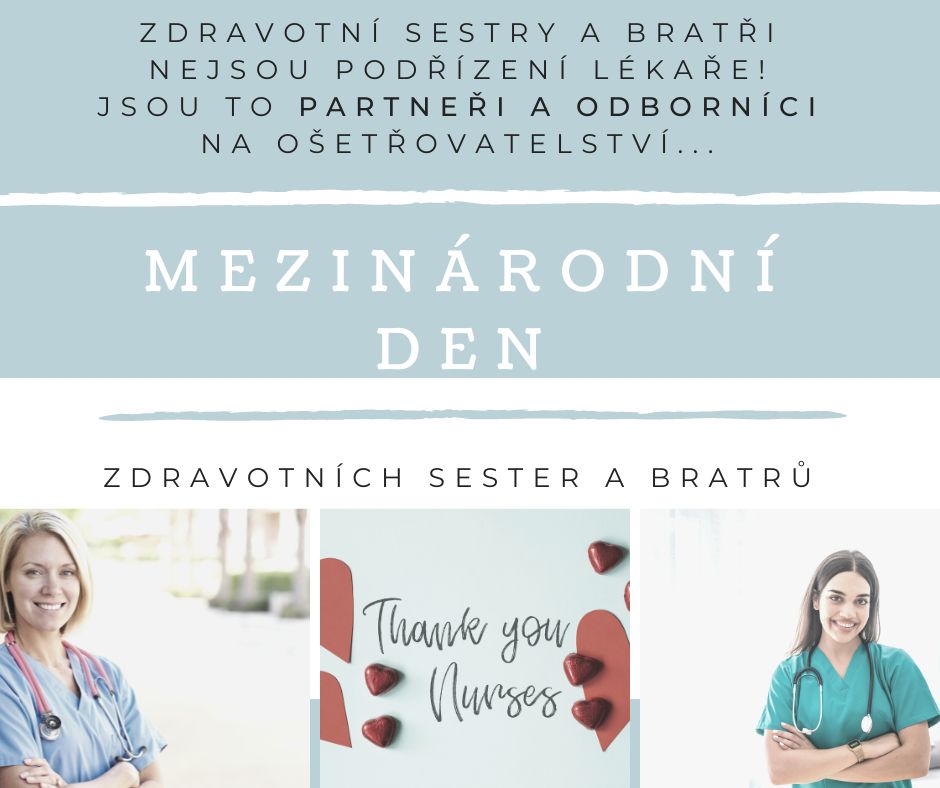 ZDRAVOTNÍ SESTRY A BRATŘI
NEJSOU PODŘÍZENÍ LÉKAŘE!
JSOU TO PARTNEŘI A ODBORNÍCI
NA OŠETŘOVATELSTVÍ...
MEZINÁRODNÍ
DEN
ZDRAVOTNÍCH SESTER A BRATRŮ
Thank you
Nurses